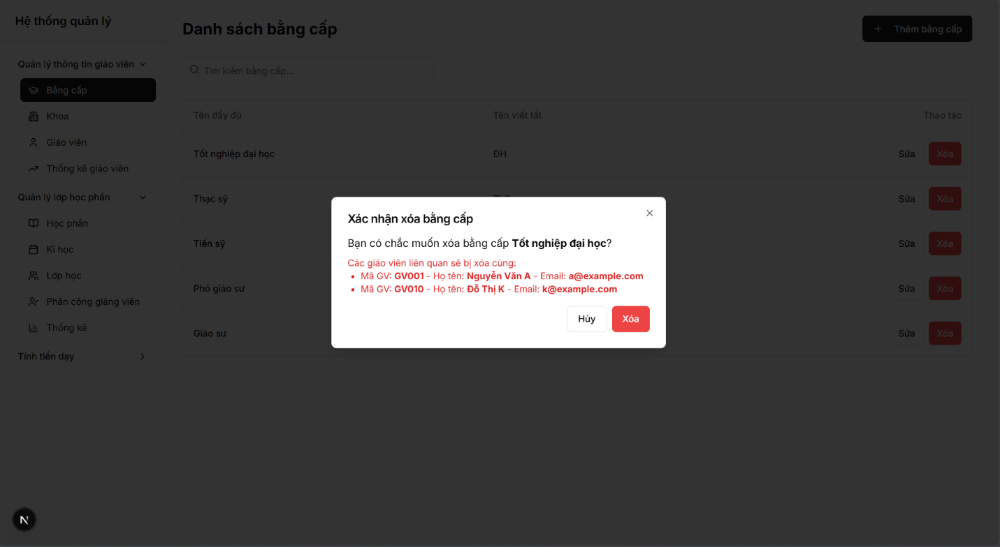 Hệ thống quản lý
Danh sách bằng cấp
Thêm bằng cấp
Quản lý thông tin giáo viên
Tìm kiếm bằng cấp...
Bằng cấp
Khoa
Giáo viên
Thống kê giáo viên
Quản lý lớp học phần
Học phần
Kì học
Lớp học
Phân công giảng viên
Thống kê
Tính tiền dạy
Tên đầy đủ Tên viết tắt Thao tác
Tốt nghiệp đại học ĐH Sửa Xóa
Thạc sỹ Sửa Xóa
Tiến sỹ Sửa Xóa
Phó giáo sư Sửa Xóa
Giáo sư Sửa Xóa
Xác nhận xóa bằng cấp
Bạn có chắc muốn xóa bằng cấp Tốt nghiệp đại học?
Các giáo viên liên quan sẽ bị xóa cùng:
Mã GV: GV001 - Họ tên: Nguyễn Văn A - Email: a@example.com
Mã GV: GV010 - Họ tên: Đỗ Thị K - Email: k@example.com
Hủy Xóa
N